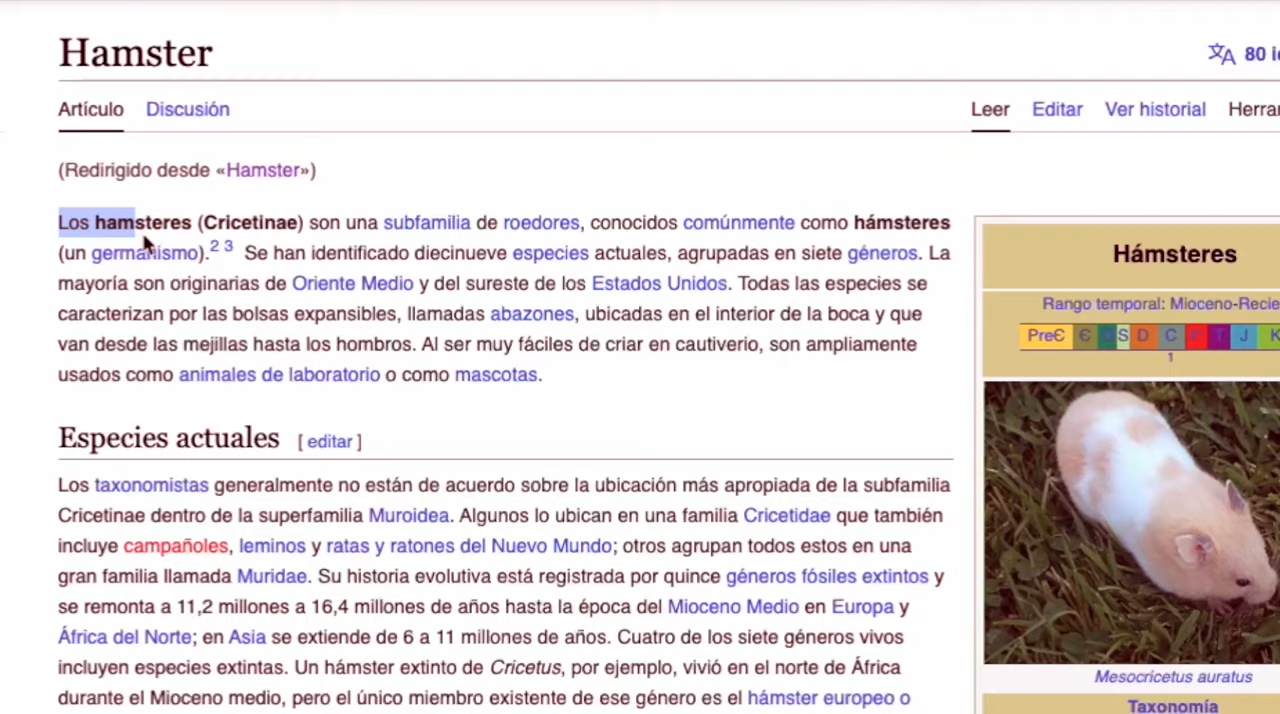 Hamster
80
Artículo Discusión Leer Editar Ver historial
(Redirigido desde «Hamster»)
Los hamsteres (Cricetinae) son una subfamilia de roedores, conocidos comúnmente como hámsteres
(un germanismo).2 3 Se han identificado diecinueve especies actuales, agrupadas en siete géneros. La
mayoría son originarias de Oriente Medio y del sureste de los Estados Unidos. Todas las especies se
caracterizan por las bolsas expansibles, llamadas abazones, ubicadas en el interior de la boca y que
van desde las mejillas hasta los hombros. Al ser muy fáciles de criar en cautiverio, son ampliamente
usados como animales de laboratorio o como mascotas.
Hámsteres
Rango temporal: Mioceno-Recie
PreЄ Є O S D C P T J K
1
Mesocricetus auratus
Taxonomía
Especies actuales [ editar ]
Los taxonomistas generalmente no están de acuerdo sobre la ubicación más apropiada de la subfamilia
Cricetinae dentro de la superfamilia Muroidea. Algunos lo ubican en una familia Cricetidae que también
incluye campañoles, leminos y ratas y ratones del Nuevo Mundo; otros agrupan todos estos en una
gran familia llamada Muridae. Su historia evolutiva está registrada por quince géneros fósiles extintos y
se remonta a 11,2 millones a 16,4 millones de años hasta la época del Mioceno Medio en Europa y
África del Norte; en Asia se extiende de 6 a 11 millones de años. Cuatro de los siete géneros vivos
incluyen especies extintas. Un hámster extinto de Cricetus, por ejemplo, vivió en el norte de África
durante el Mioceno medio, pero el único miembro existente de ese género es el hámster europeo o